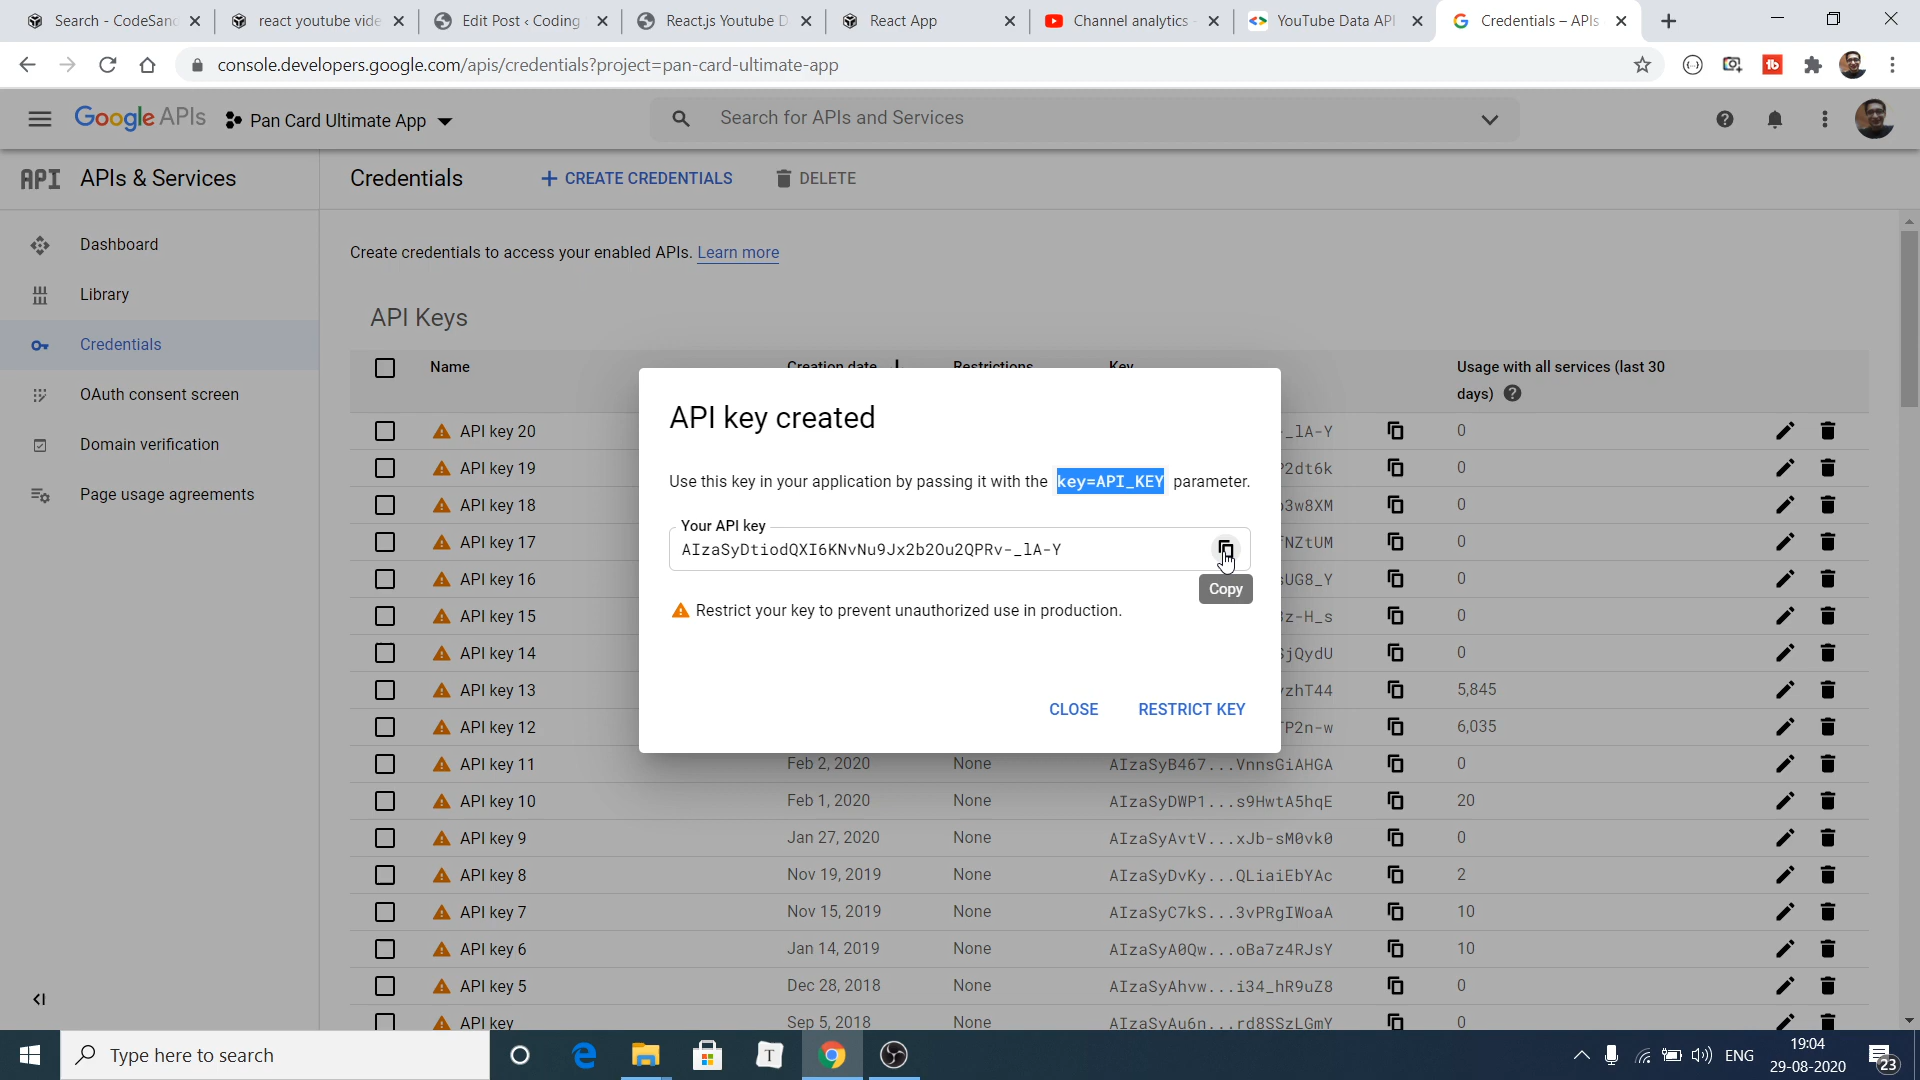 Search - CodeSan
react youtube vide
Edit Post ‹ Coding
React.js Youtube D
React App
Channel analytics
YouTube Data API
Credentials – APIs
console.developers.google.com/apis/credentials?project=pan-card-ultimate-app
Google APIs
Pan Card Ultimate App
Search for APIs and Services
API APIs & Services
Credentials
+ CREATE CREDENTIALS
DELETE
Dashboard
Library
Credentials
OAuth consent screen
Domain verification
Page usage agreements
Create credentials to access your enabled APIs. Learn more
API Keys
Name Creation date Restrictions Key Usage with all services (last 30
days)
API key 20 -_lA-Y 0
API key 19 2dt6k 0
API key 18 3w8XM 0
API key 17 NZtUM 0
API key 16 UG8_Y 0
API key 15 z-H_s 0
API key 14 jQydU 0
API key 13 zhT44 5,845
API key 12 P2n-w 6,035
API key 11 Feb 2, 2020 None AIzaSyB467...VnnsGiAHGA 0
API key 10 Feb 1, 2020 None AIzaSyDWP1...s9HwtA5hqE 20
API key 9 Jan 27, 2020 None AIzaSyAvtV...xJb-sM0vk0 0
API key 8 Nov 19, 2019 None AIzaSyDvKy...QLiaiEbYAc 2
API key 7 Nov 15, 2019 None AIzaSyC7kS...3vPRgIWoaA 10
API key 6 Jan 14, 2019 None AIzaSyA0Qw...oBa7z4RJsY 10
API key 5 Dec 28, 2018 None AIzaSyAhvw...i34_hR9uZ8 0
API key Sep 5, 2018 None AIzaSyAu6n...rd8SSzLGmY 0
API key created
Use this key in your application by passing it with the key=API_KEY parameter.
Your API key
AIzaSyDtiodQXI6KNvNu9Jx2b20u2QPRv-_lA-Y
Copy
Restrict your key to prevent unauthorized use in production.
CLOSE
RESTRICT KEY
Type here to search
ENG
19:04
29-08-2020
23